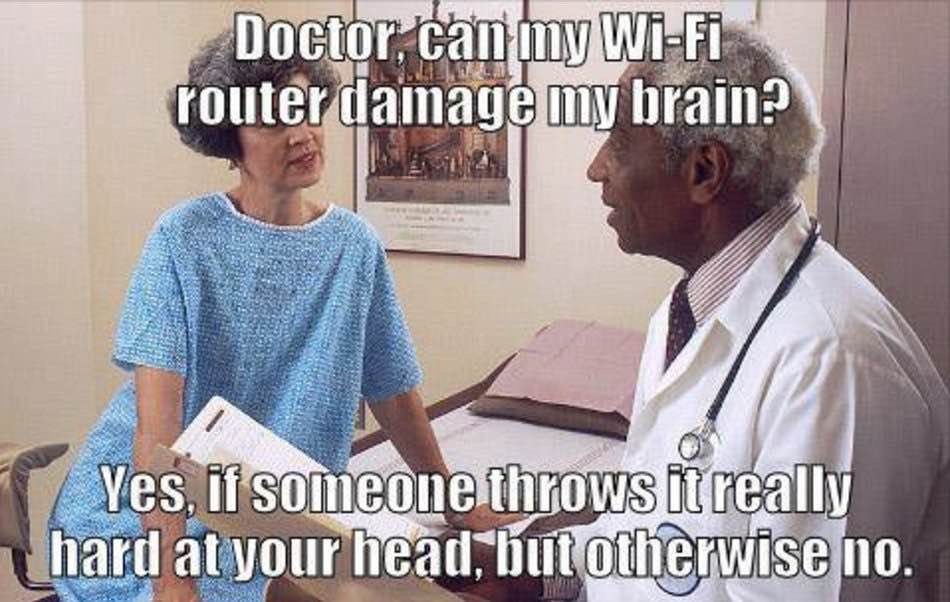 Doctor, can my Wi-Fi
router damage my brain?
Yes, if someone throws it really
hard at your head, but otherwise no.